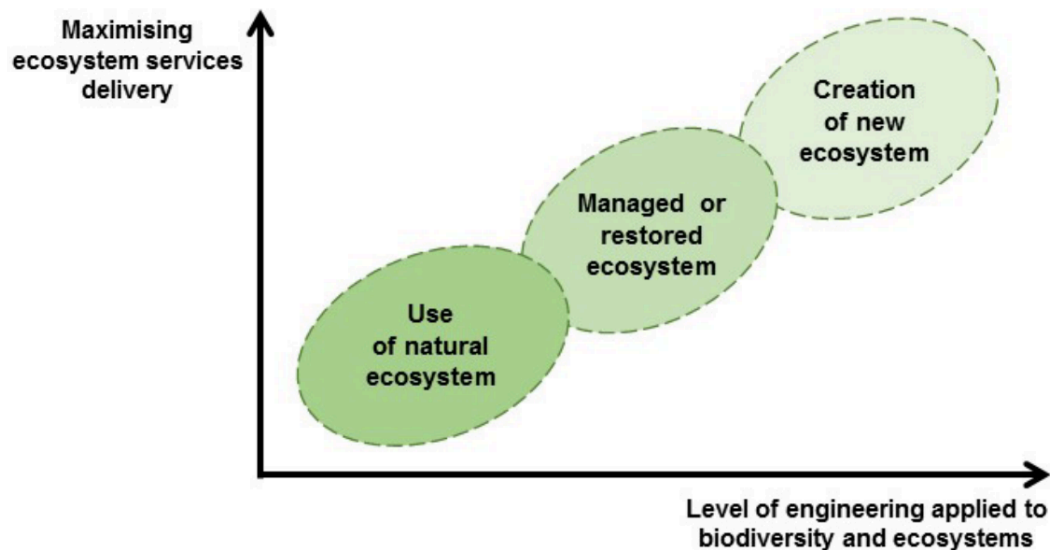 Maximising
ecosystem services
delivery
Creation
of new
ecosystem
Managed or
restored
ecosystem
Use
of natural
ecosystem
Level of engineering applied to
biodiversity and ecosystems